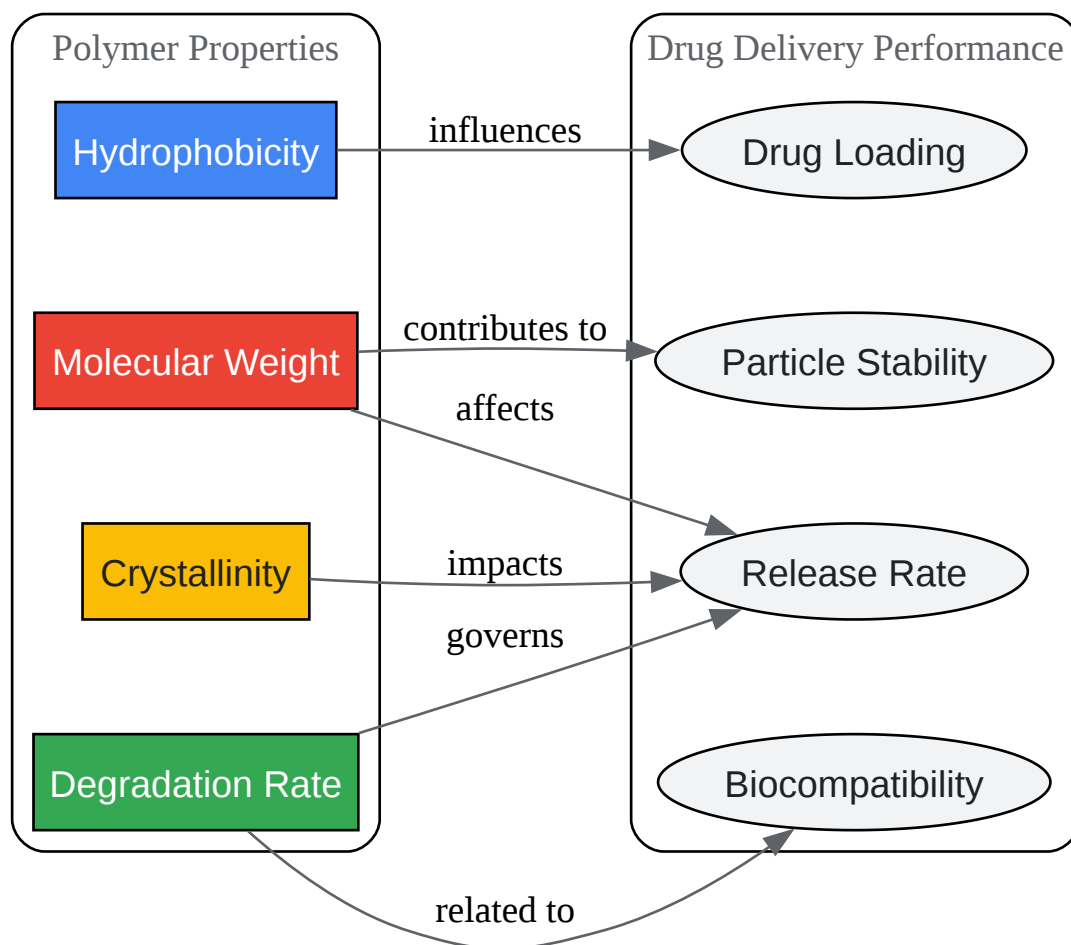 Polymer Properties
Drug Delivery Performance
Hydrophobicity
influences
Drug Loading
Molecular Weight
contributes to
Particle Stability
affects
Crystallinity
impacts
Release Rate
governs
Degradation Rate
Biocompatibility
related to